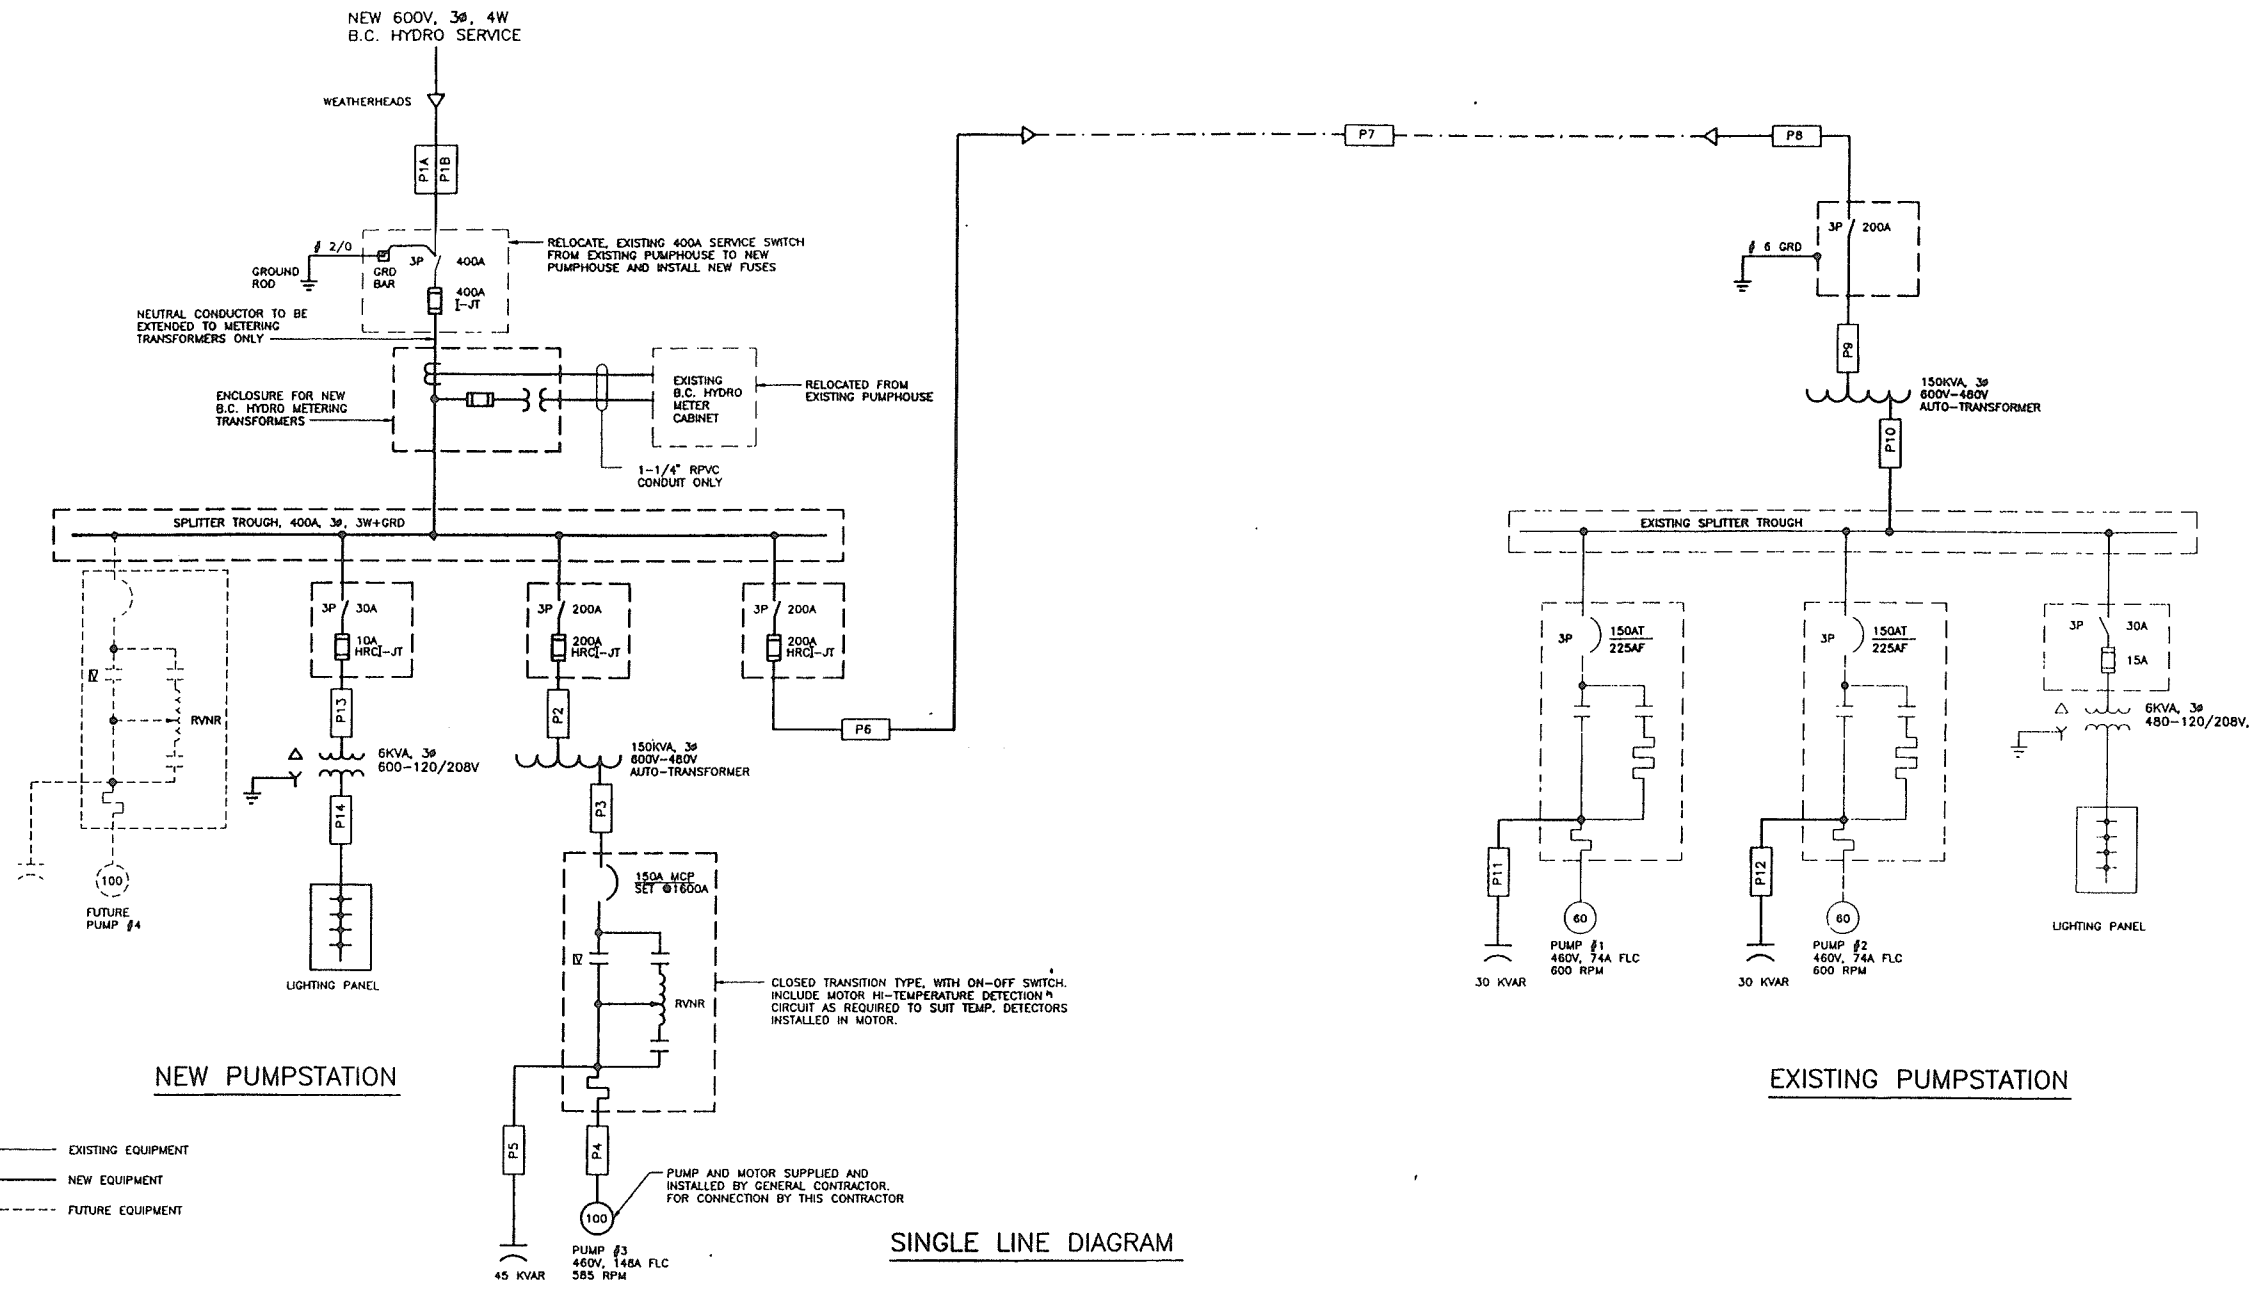 NEW 600V, 3ø, 4W
B.C. HYDRO SERVICE
WEATHERHEADS
P1A
P1B
# 2/0
GROUND
ROD
GRD
BAR
3P
400A
400A
I-JT
RELOCATE, EXISTING 400A SERVICE SWITCH
FROM EXISTING PUMPHOUSE TO NEW
PUMPHOUSE AND INSTALL NEW FUSES
NEUTRAL CONDUCTOR TO BE
EXTENDED TO METERING
TRANSFORMERS ONLY
ENCLOSURE FOR NEW
B.C. HYDRO METERING
TRANSFORMERS
EXISTING
B.C. HYDRO
METER
CABINET
RELOCATED FROM
EXISTING PUMPHOUSE
1-1/4" RPVC
CONDUIT ONLY
SPLITTER TROUGH, 400A, 3ø, 3W+GRD
IV
RVNR
100
FUTURE
PUMP #4
3P
30A
10A
HRCI-JT
P13
Δ
Y
6KVA, 3ø
600-120/208V
P14
LIGHTING PANEL
3P
200A
200A
HRCI-JT
P2
150KVA, 3ø
600V-480V
AUTO-TRANSFORMER
P3
150A MCP
SET @1600A
IV
RVNR
CLOSED TRANSITION TYPE, WITH ON-OFF SWITCH.
INCLUDE MOTOR HI-TEMPERATURE DETECTION
CIRCUIT AS REQUIRED TO SUIT TEMP. DETECTORS
INSTALLED IN MOTOR.
P5
P4
PUMP AND MOTOR SUPPLIED AND
INSTALLED BY GENERAL CONTRACTOR.
FOR CONNECTION BY THIS CONTRACTOR
100
45 KVAR
PUMP #3
460V, 148A FLC
585 RPM
3P
200A
200A
HRCI-JT
P6
P7
P8
3P
200A
# 6 GRD
P9
150KVA, 3ø
600V-480V
AUTO-TRANSFORMER
P10
EXISTING SPLITTER TROUGH
3P
150AT
225AF
P11
60
30 KVAR
PUMP #1
460V, 74A FLC
600 RPM
3P
150AT
225AF
P12
60
30 KVAR
PUMP #2
460V, 74A FLC
600 RPM
3P
30A
15A
Δ
Y
6KVA, 3ø
480-120/208V,
LIGHTING PANEL
NEW PUMPSTATION
EXISTING PUMPSTATION
EXISTING EQUIPMENT
NEW EQUIPMENT
FUTURE EQUIPMENT
SINGLE LINE DIAGRAM